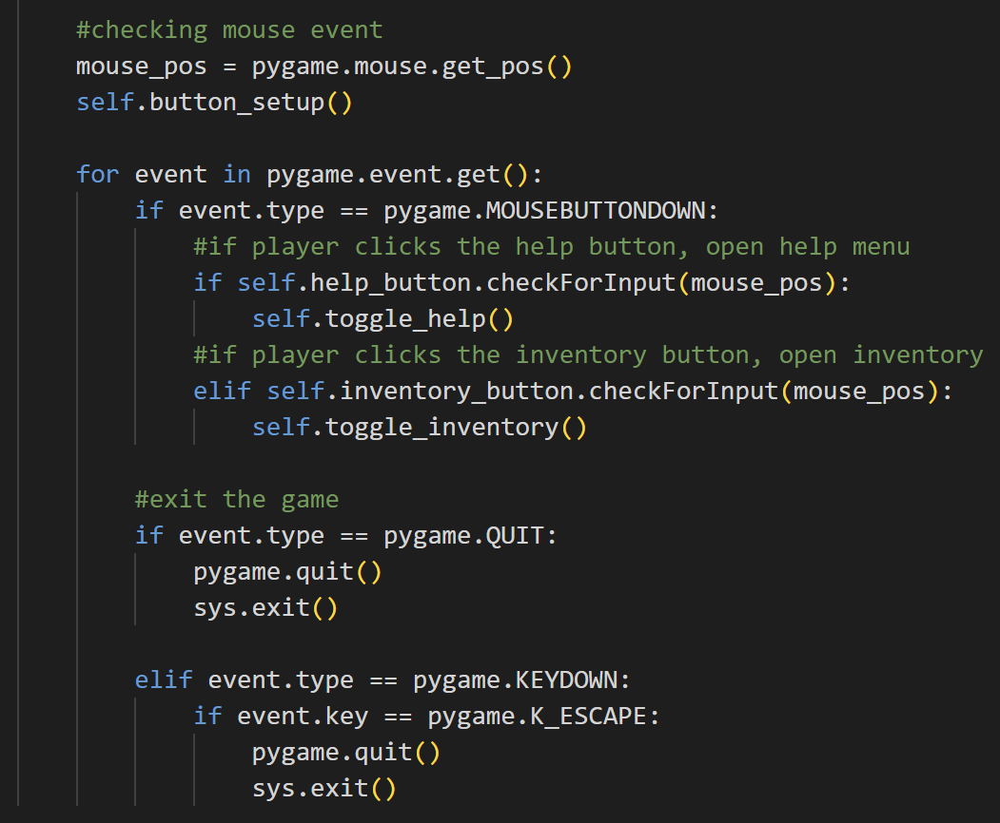 #checking mouse event
mouse_pos = pygame.mouse.get_pos()
self.button_setup()

for event in pygame.event.get():
    if event.type == pygame.MOUSEBUTTONDOWN:
        #if player clicks the help button, open help menu
        if self.help_button.checkForInput(mouse_pos):
            self.toggle_help()
        #if player clicks the inventory button, open inventory
        elif self.inventory_button.checkForInput(mouse_pos):
            self.toggle_inventory()

    #exit the game
    if event.type == pygame.QUIT:
        pygame.quit()
        sys.exit()

    elif event.type == pygame.KEYDOWN:
        if event.key == pygame.K_ESCAPE:
            pygame.quit()
            sys.exit()